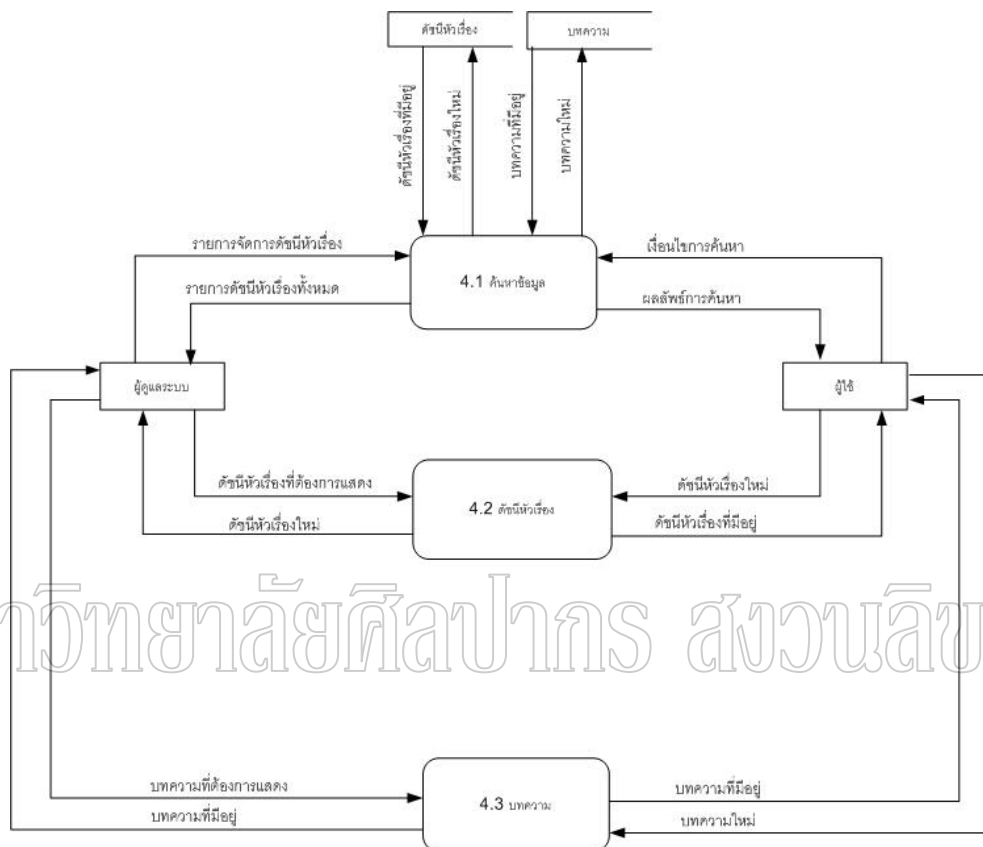 ดัชนีหัวเรื่อง
บทความ
ดัชนีหัวเรื่องที่มีอยู่
ดัชนีหัวเรื่องใหม่
บทความที่มีอยู่
บทความใหม่
รายการจัดการดัชนีหัวเรื่อง
เงื่อนไขการค้นหา
4.1 ค้นหาข้อมูล
รายการดัชนีหัวเรื่องทั้งหมด
ผลลัพธ์การค้นหา
ผู้ดูแลระบบ
ผู้ใช้
ดัชนีหัวเรื่องที่ต้องการแสดง
ดัชนีหัวเรื่องใหม่
4.2 ดัชนีหัวเรื่อง
ดัชนีหัวเรื่องใหม่
ดัชนีหัวเรื่องที่มีอยู่
าวิทยาลัยศิลปากร สงวนลิข
บทความที่ต้องการแสดง
บทความที่มีอยู่
4.3 บทความ
บทความที่มีอยู่
บทความใหม่